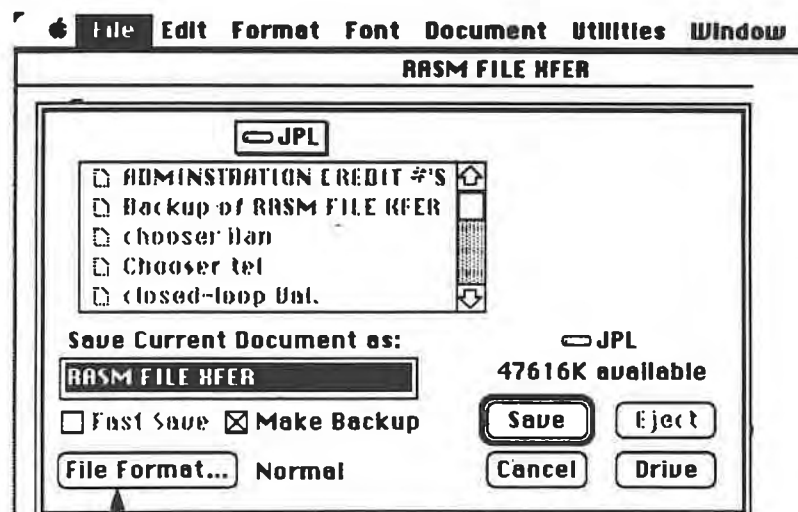 File Edit Format Font Document Utilities Window
RASM FILE XFER
JPL
ADMINSTRATION CREDIT #'S
Backup of RASM FILE XFER
chooser Dan
Chooser tel
closed-loop Val.
Save Current Document as:
JPL
RASM FILE XFER
47616K available
Fast Save Make Backup
Save Eject
File Format... Normal
Cancel Drive